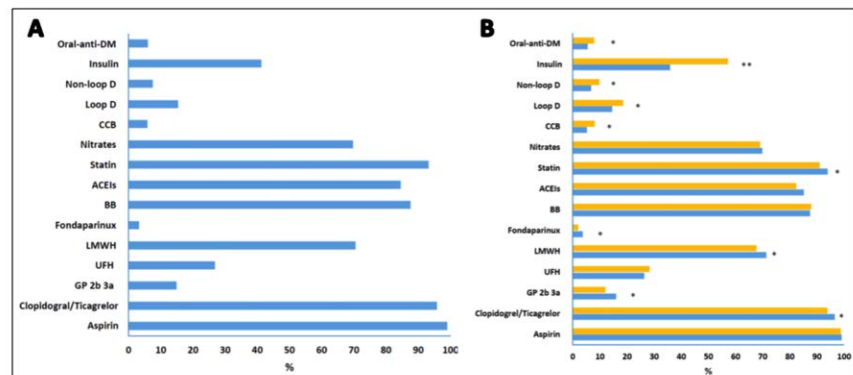 A
Oral-anti-DM
Insulin
Non-loop D
Loop D
CCB
Nitrates
Statin
ACEIs
BB
Fondaparinux
LMWH
UFH
GP 2b 3a
Clopidogrel/Ticagrelor
Aspirin
0 10 20 30 40 50 60 70 80 90 100
%
B
Oral-anti-DM *
Insulin **
Non-loop D *
Loop D *
CCB *
Nitrates
Statin *
ACEIs
BB
Fondaparinux *
LMWH *
UFH
GP 2b 3a *
Clopidogrel/Ticagrelor *
Aspirin
0 10 20 30 40 50 60 70 80 90 100
%